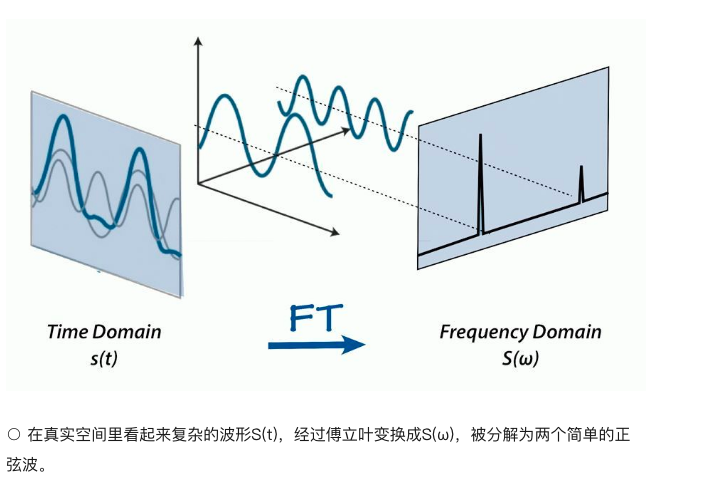 FT
Time Domain
s(t)
Frequency Domain
S(ω)
○ 在真实空间里看起来复杂的波形S(t)，经过傅立叶变换成S(ω)，被分解为两个简单的正
弦波。